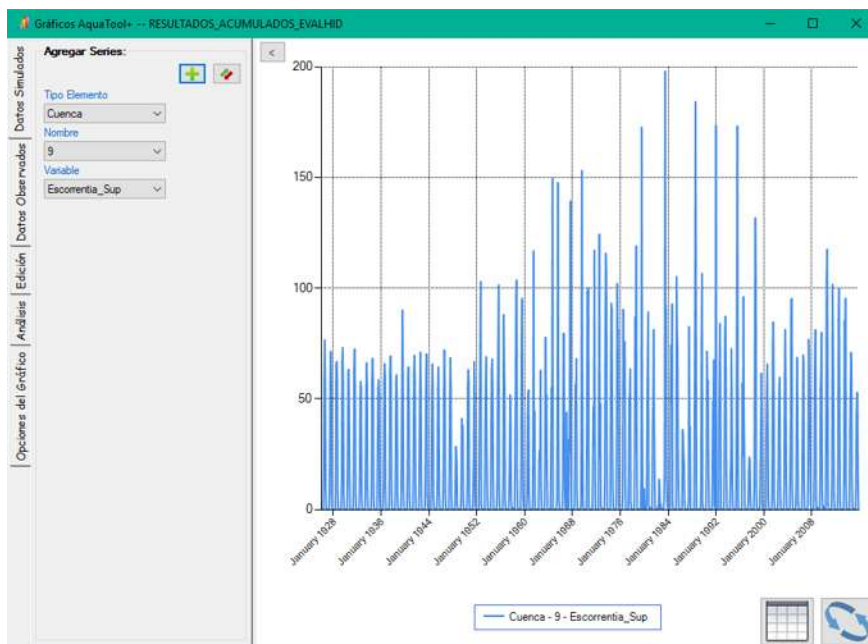 Gráficos AquaTool+ -- RESULTADOS_ACUMULADOS_EVALHID
Datos Simulados
Datos Observados
Edición
Análisis
Opciones del Gráfico
Agregar Series:
Tipo Elemento
Cuenca
Nombre
9
Variable
Escorrentia_Sup
<
200
150
100
50
0
January 1928
January 1936
January 1944
January 1952
January 1960
January 1968
January 1976
January 1984
January 1992
January 2000
January 2008
Cuenca - 9 - Escorrentia_Sup